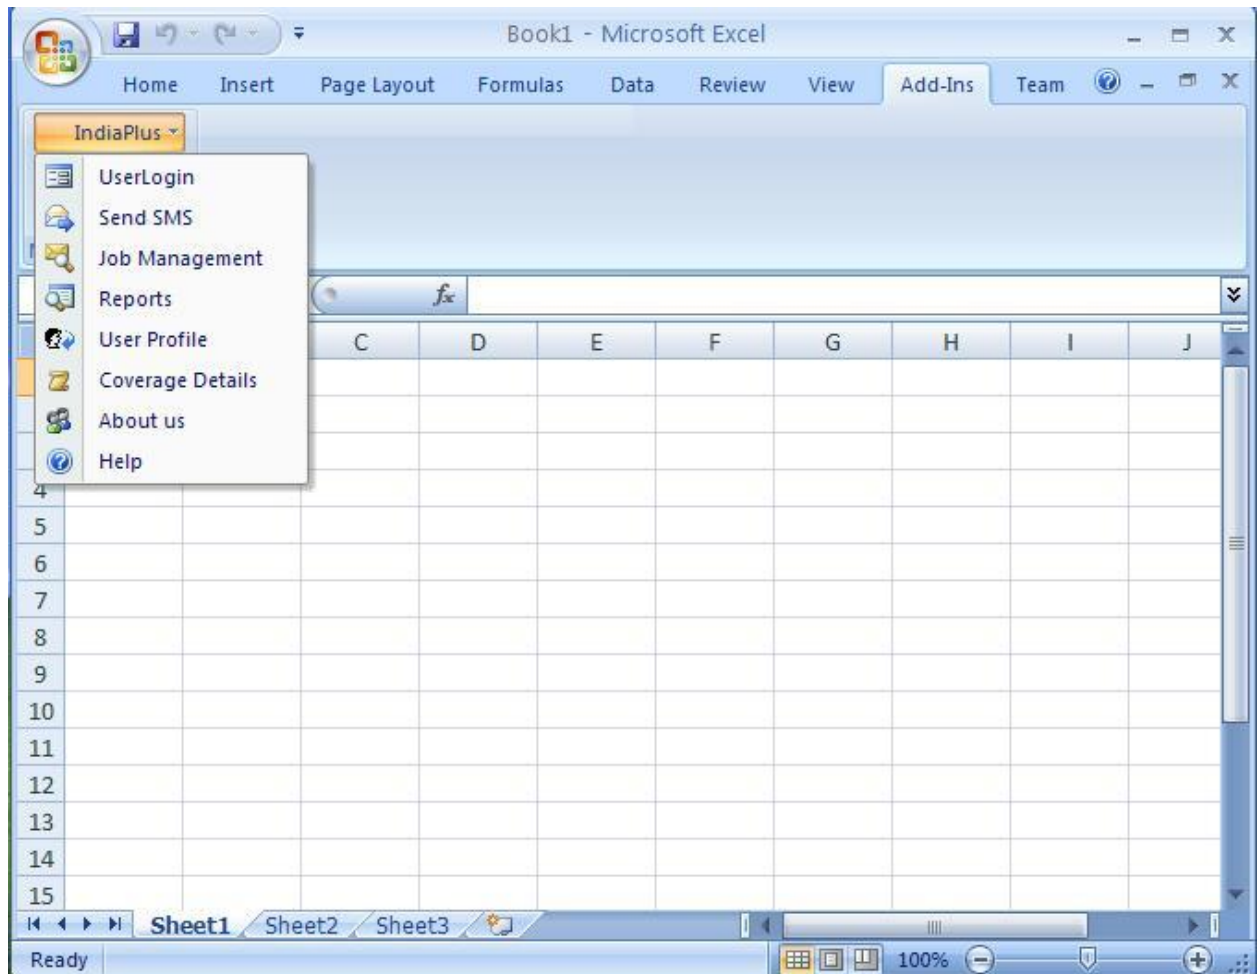 Book1 - Microsoft Excel
Home Insert Page Layout Formulas Data Review View Add-Ins Team
IndiaPlus
UserLogin
Send SMS
Job Management
Reports
fx
User Profile
C D E F G H I J
Coverage Details
About us
Help
4
5
6
7
8
9
10
11
12
13
14
15
Sheet1 Sheet2 Sheet3
Ready 100%